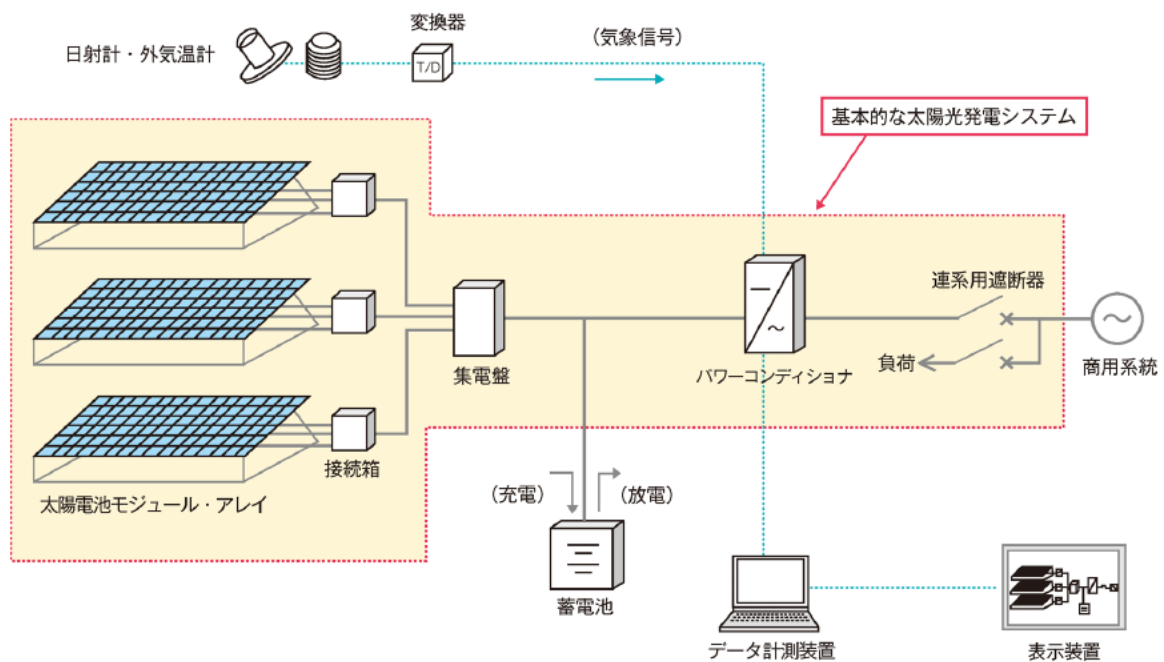 変換器
日射計・外気温計
T/D
(気象信号)
基本的な太陽光発電システム
連系用遮断器
集電盤
パワーコンディショナ
負荷
商用系統
接続箱
太陽電池モジュール・アレイ
(充電)
(放電)
蓄電池
データ計測装置
表示装置